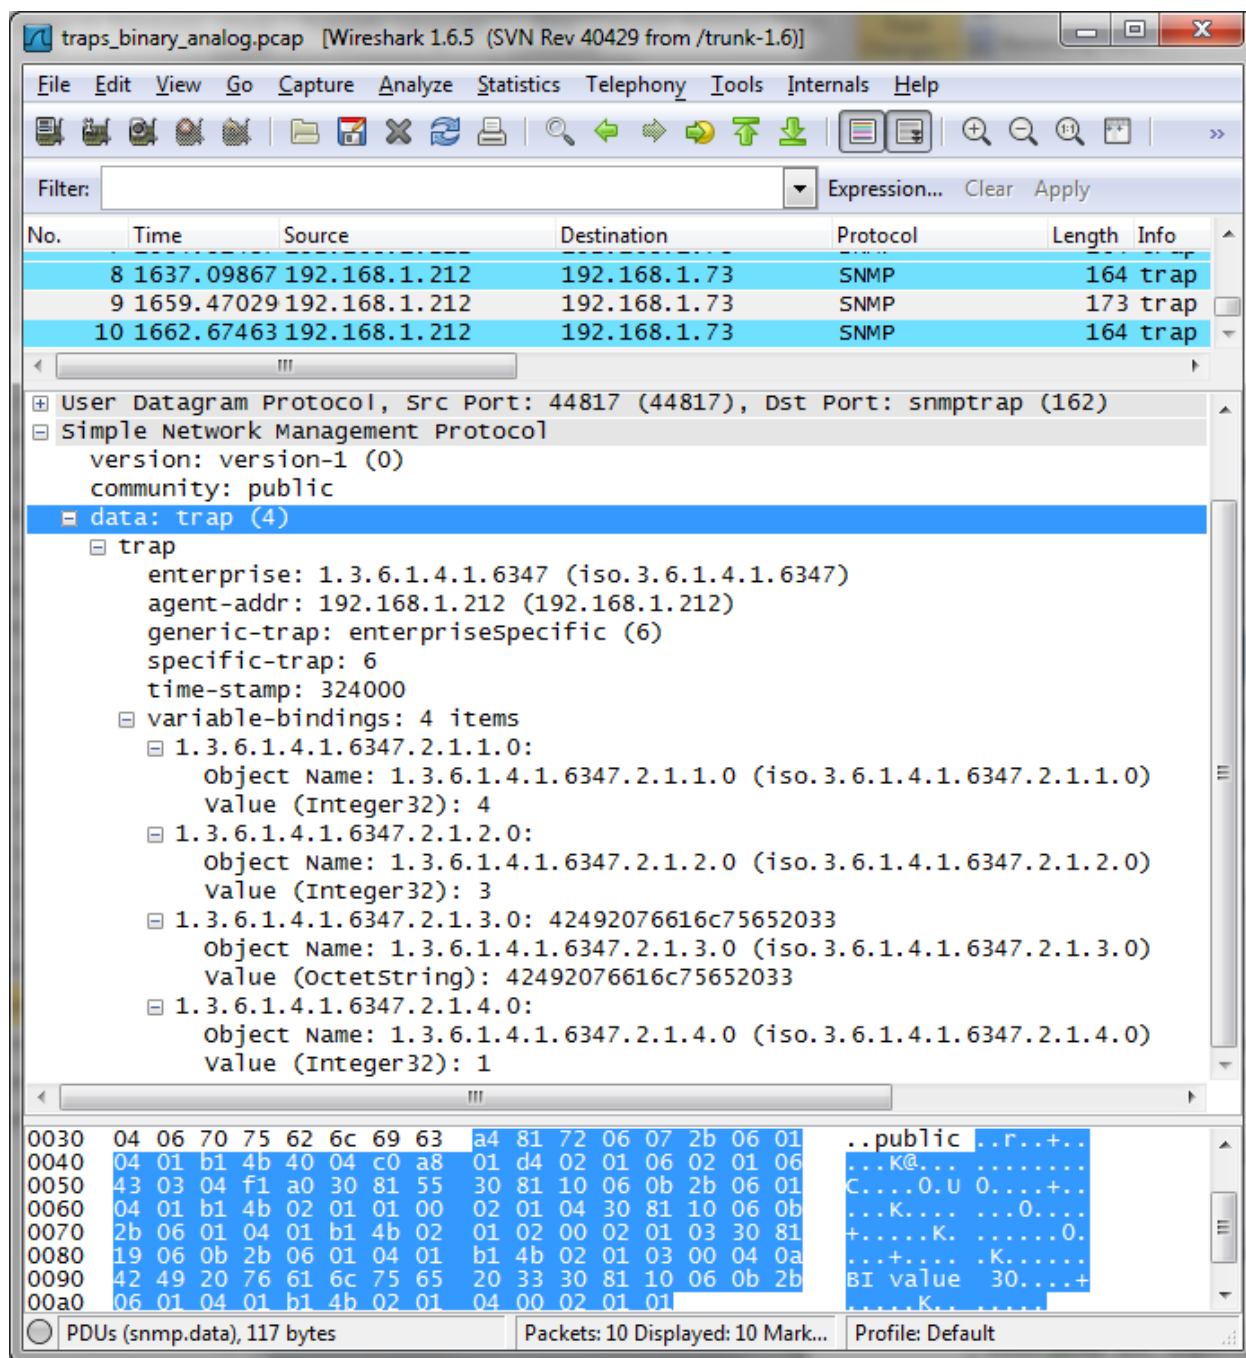 traps_binary_analog.pcap [Wireshark 1.6.5 (SVN Rev 40429 from /trunk-1.6)]
File Edit View Go Capture Analyze Statistics Telephony Tools Internals Help
Filter: Expression... Clear Apply
No. Time Source Destination Protocol Length Info
8 1637.09867 192.168.1.212 192.168.1.73 SNMP 164 trap
9 1659.47029 192.168.1.212 192.168.1.73 SNMP 173 trap
10 1662.67463 192.168.1.212 192.168.1.73 SNMP 164 trap
User Datagram Protocol, Src Port: 44817 (44817), Dst Port: snmptrap (162)
Simple Network Management Protocol
version: version-1 (0)
community: public
data: trap (4)
trap
enterprise: 1.3.6.1.4.1.6347 (iso.3.6.1.4.1.6347)
agent-addr: 192.168.1.212 (192.168.1.212)
generic-trap: enterpriseSpecific (6)
specific-trap: 6
time-stamp: 324000
variable-bindings: 4 items
1.3.6.1.4.1.6347.2.1.1.0:
Object Name: 1.3.6.1.4.1.6347.2.1.1.0 (iso.3.6.1.4.1.6347.2.1.1.0)
Value (Integer32): 4
1.3.6.1.4.1.6347.2.1.2.0:
Object Name: 1.3.6.1.4.1.6347.2.1.2.0 (iso.3.6.1.4.1.6347.2.1.2.0)
Value (Integer32): 3
1.3.6.1.4.1.6347.2.1.3.0: 42492076616c75652033
Object Name: 1.3.6.1.4.1.6347.2.1.3.0 (iso.3.6.1.4.1.6347.2.1.3.0)
Value (OctetString): 42492076616c75652033
1.3.6.1.4.1.6347.2.1.4.0:
Object Name: 1.3.6.1.4.1.6347.2.1.4.0 (iso.3.6.1.4.1.6347.2.1.4.0)
Value (Integer32): 1
0030 04 06 70 75 62 6c 69 63 a4 81 72 06 07 2b 06 01 ..public ..r..+..
0040 04 01 b1 4b 40 04 c0 a8 01 d4 02 01 06 02 01 06 ...K@... ........
0050 43 03 04 f1 a0 30 81 55 30 81 10 06 0b 2b 06 01 C....0.U 0....+..
0060 04 01 b1 4b 02 01 01 00 02 01 04 30 81 10 06 0b ...K.... ...0....
0070 2b 06 01 04 01 b1 4b 02 01 02 00 02 01 03 30 81 +.....K. ......0.
0080 19 06 0b 2b 06 01 04 01 b1 4b 02 01 03 00 04 0a ...+.... .K......
0090 42 49 20 76 61 6c 75 65 20 33 30 81 10 06 0b 2b BI value 30....+
00a0 06 01 04 01 b1 4b 02 01 04 00 02 01 01 .....K.. .....
PDUs (snmp.data), 117 bytes Packets: 10 Displayed: 10 Mark... Profile: Default